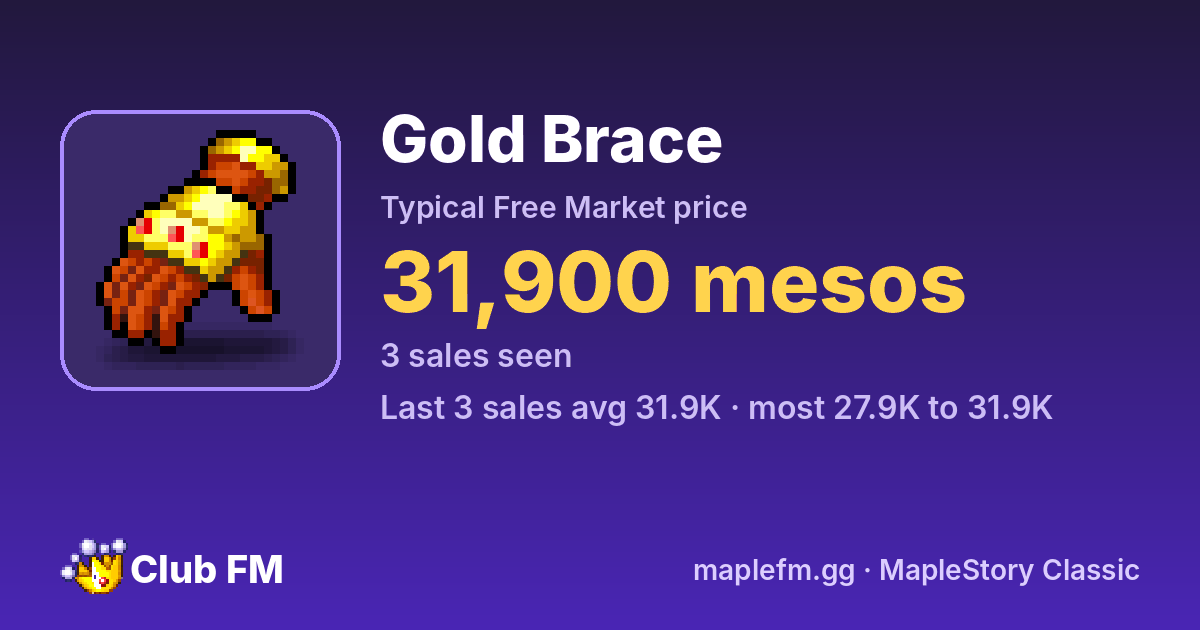 Gold Brace
Typical Free Market price
31,900 mesos
3 sales seen
Last 3 sales avg 31.9K · most 27.9K to 31.9K
Club FM
maplefm.gg · MapleStory Classic